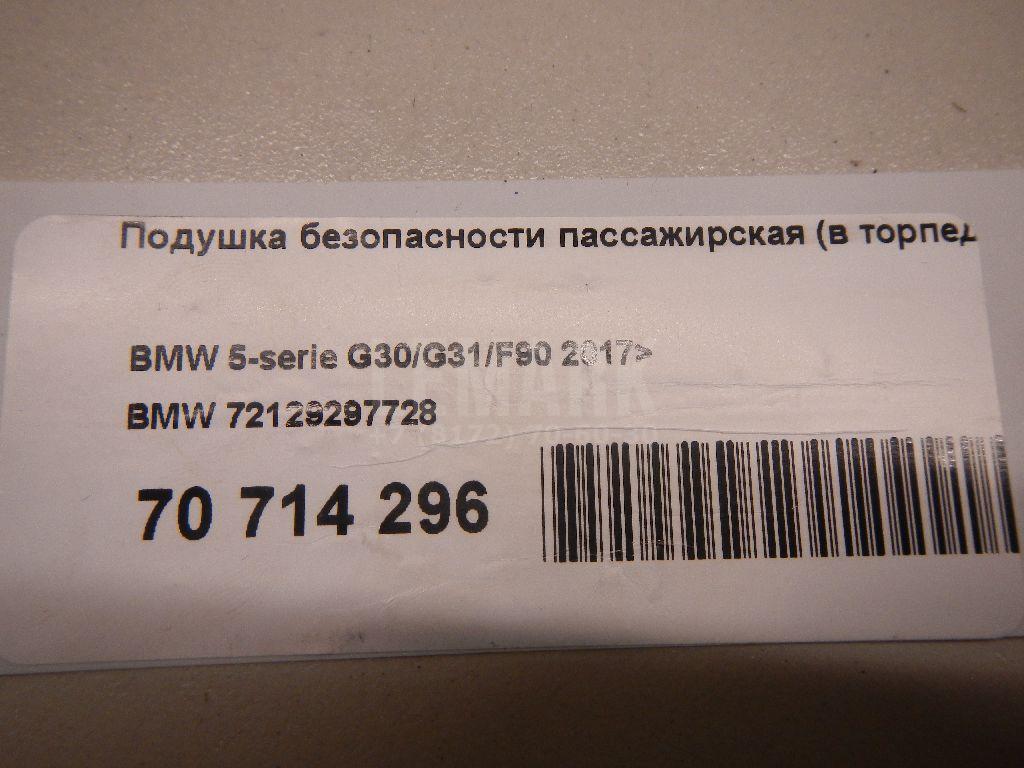 Подушка безопасности пассажирская (в торпед
BMW 5-serie G30/G31/F90 2017>
BMW 72129297728
70 714 296